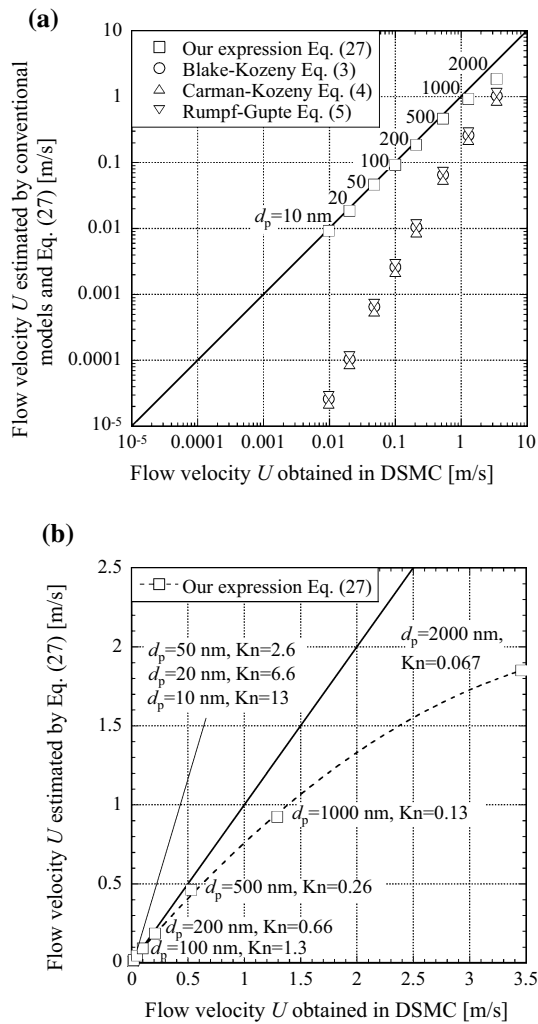 (a)
Flow velocity U estimated by conventional
models and Eq. (27) [m/s]
10
1
0.1
0.01
0.001
0.0001
10-5
Our expression Eq. (27)
Blake-Kozeny Eq. (3)
Carman-Kozeny Eq. (4)
Rumpf-Gupte Eq. (5)
2000
1000
500
200
100
50
20
dp=10 nm
10-5 0.0001 0.001 0.01 0.1 1 10
Flow velocity U obtained in DSMC [m/s]
(b)
Flow velocity U estimated by Eq. (27) [m/s]
2.5
2
1.5
1
0.5
0
Our expression Eq. (27)
dp=50 nm, Kn=2.6
dp=20 nm, Kn=6.6
dp=10 nm, Kn=13
dp=2000 nm,
Kn=0.067
dp=1000 nm, Kn=0.13
dp=500 nm, Kn=0.26
dp=200 nm, Kn=0.66
dp=100 nm, Kn=1.3
0 0.5 1 1.5 2 2.5 3 3.5
Flow velocity U obtained in DSMC [m/s]